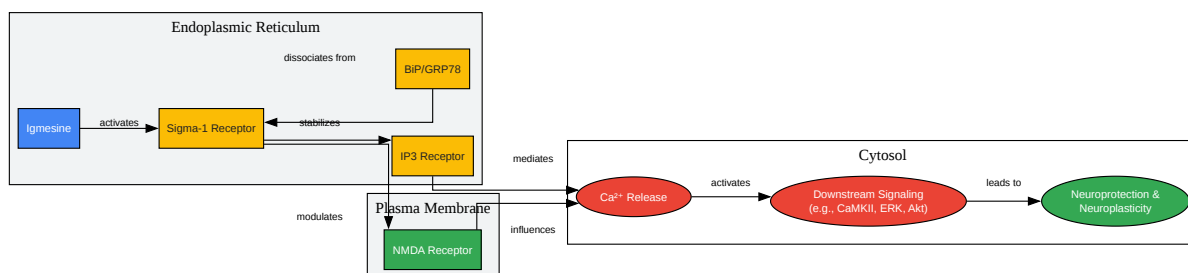 Endoplasmic Reticulum
dissociates from
BiP/GRP78
Igmesine
activates
Sigma-1 Receptor
stabilizes
IP3 Receptor
mediates
Cytosol
Ca²⁺ Release
activates
Downstream Signaling
(e.g., CaMKII, ERK, Akt)
leads to
Neuroprotection &
Neuroplasticity
modulates
Plasma Membrane
NMDA Receptor
influences